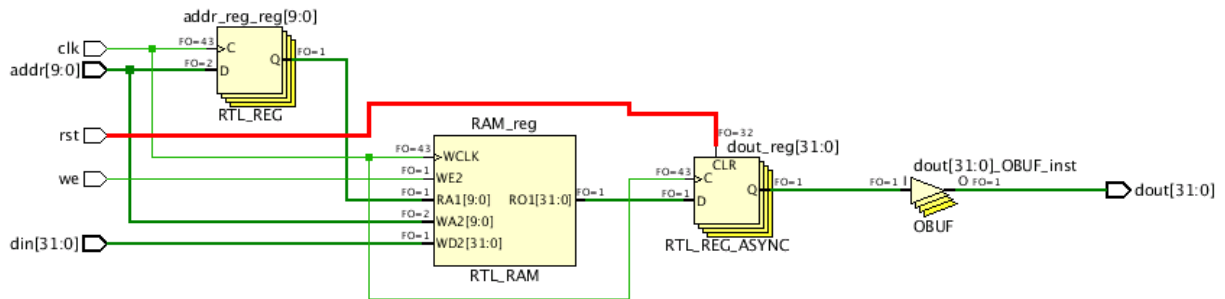 addr_reg_reg[9:0]
clk
FO=43
C
Q
FO=1
addr[9:0]
FO=2
D
RTL_REG
rst
RAM_reg
FO=32
dout_reg[31:0]
FO=43
WCLK
CLR
dout[31:0]_OBUF_inst
we
FO=1
WE2
FO=43
C
Q
FO=1
FO=1
I
O
FO=1
dout[31:0]
FO=1
RA1[9:0]
RO1[31:0]
FO=1
FO=1
D
FO=2
WA2[9:0]
OBUF
din[31:0]
FO=1
WD2[31:0]
RTL_REG_ASYNC
RTL_RAM